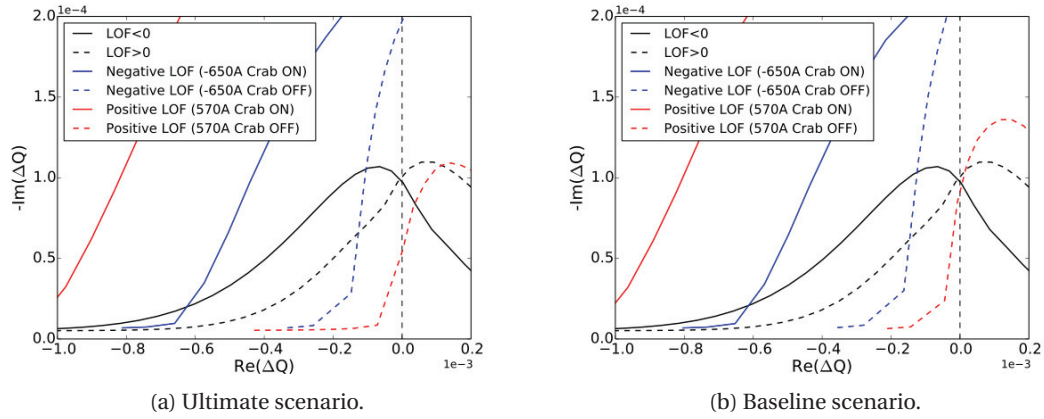 2.0 1e−4
LOF<0
LOF>0
Negative LOF (-650A Crab ON)
Negative LOF (-650A Crab OFF)
Positive LOF (570A Crab ON)
Positive LOF (570A Crab OFF)
1.5
1.0
0.5
0.0
-Im(ΔQ)
−1.0 −0.8 −0.6 −0.4 −0.2 0.0 0.2
Re(ΔQ) 1e−3
(a) Ultimate scenario.
2.0 1e−4
LOF<0
LOF>0
Negative LOF (-650A Crab ON)
Negative LOF (-650A Crab OFF)
Positive LOF (570A Crab ON)
Positive LOF (570A Crab OFF)
1.5
1.0
0.5
0.0
-Im(ΔQ)
−1.0 −0.8 −0.6 −0.4 −0.2 0.0 0.2
Re(ΔQ) 1e−3
(b) Baseline scenario.